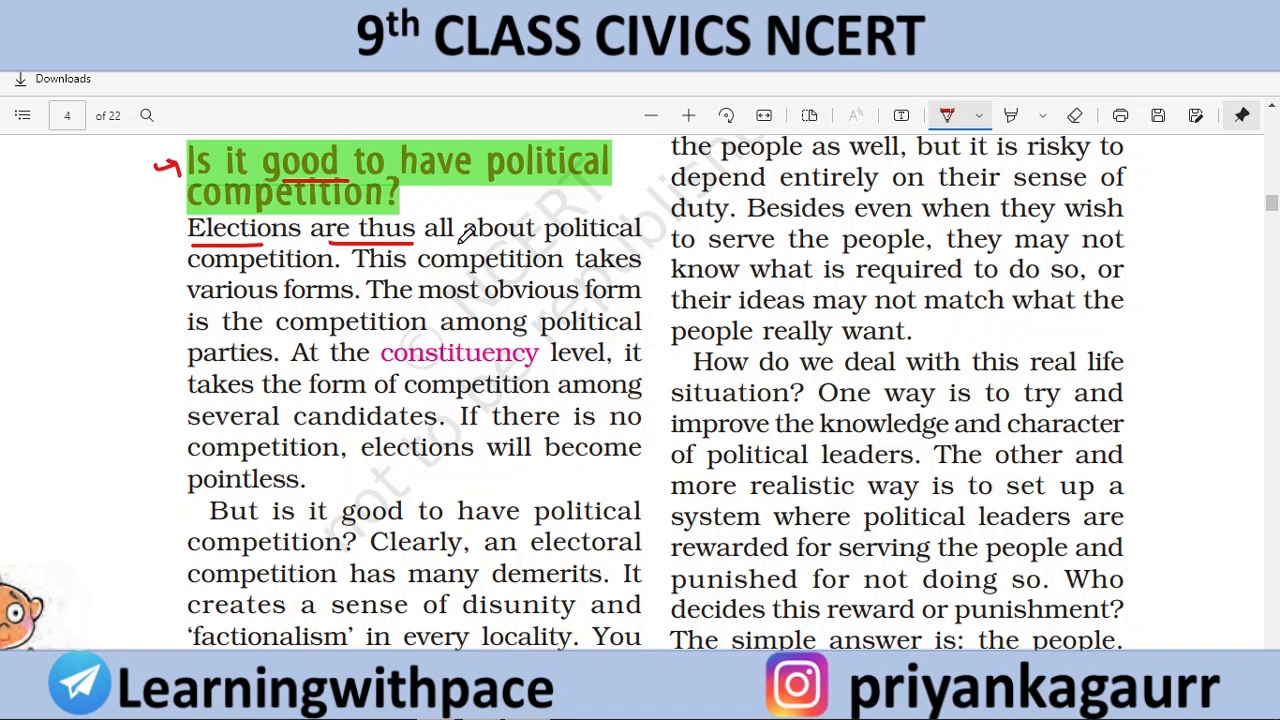 9th CLASS CIVICS NCERT
Downloads
4 of 22
Is it good to have political
competition?
Elections are thus all about political
competition. This competition takes
various forms. The most obvious form
is the competition among political
parties. At the constituency level, it
takes the form of competition among
several candidates. If there is no
competition, elections will become
pointless.
But is it good to have political
competition? Clearly, an electoral
competition has many demerits. It
creates a sense of disunity and
‘factionalism’ in every locality. You
the people as well, but it is risky to
depend entirely on their sense of
duty. Besides even when they wish
to serve the people, they may not
know what is required to do so, or
their ideas may not match what the
people really want.
How do we deal with this real life
situation? One way is to try and
improve the knowledge and character
of political leaders. The other and
more realistic way is to set up a
system where political leaders are
rewarded for serving the people and
punished for not doing so. Who
decides this reward or punishment?
The simple answer is: the people.
© NCERT
not to be republishe
Learningwithpace
priyankagaurr